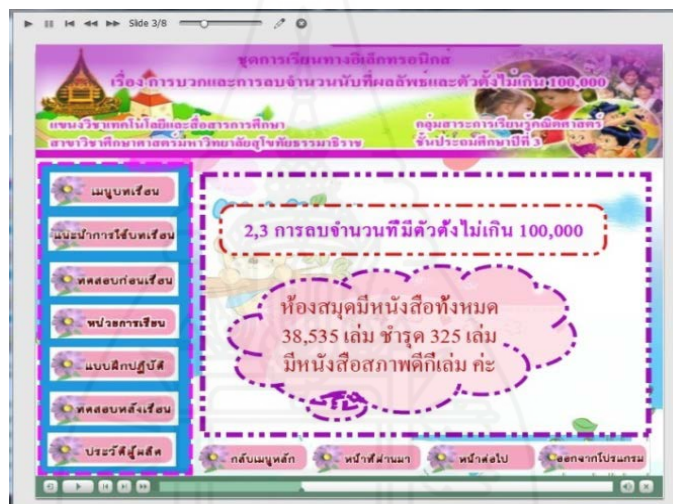 Slide 3/8
ชุดการเรียนทางอิเล็กทรอนิกส์
เรื่อง การบวกและการลบจำนวนนับที่ผลลัพธ์และตัวตั้งไม่เกิน 100,000
แขนงวิชาเทคโนโลยีและสื่อสารการศึกษา
สาขาวิชาศึกษาศาสตร์มหาวิทยาลัยสุโขทัยธรรมาธิราช
กลุ่มสาระการเรียนรู้คณิตศาสตร์
ชั้นประถมศึกษาปีที่ 3
เมนูบทเรียน
แนะนำการใช้บทเรียน
ทดสอบก่อนเรียน
หน่วยการเรียน
แบบฝึกปฏิบัติ
ทดสอบหลังเรียน
ประวัติผู้ผลิต
2,3 การลบจำนวนที่มีตัวตั้งไม่เกิน 100,000
ห้องสมุดมีหนังสือทั้งหมด
38,535 เล่ม ชำรุด 325 เล่ม
มีหนังสือสภาพดีกี่เล่ม ค่ะ
กลับเมนูหลัก
หน้าที่ผ่านมา
หน้าต่อไป
ออกจากโปรแกรม